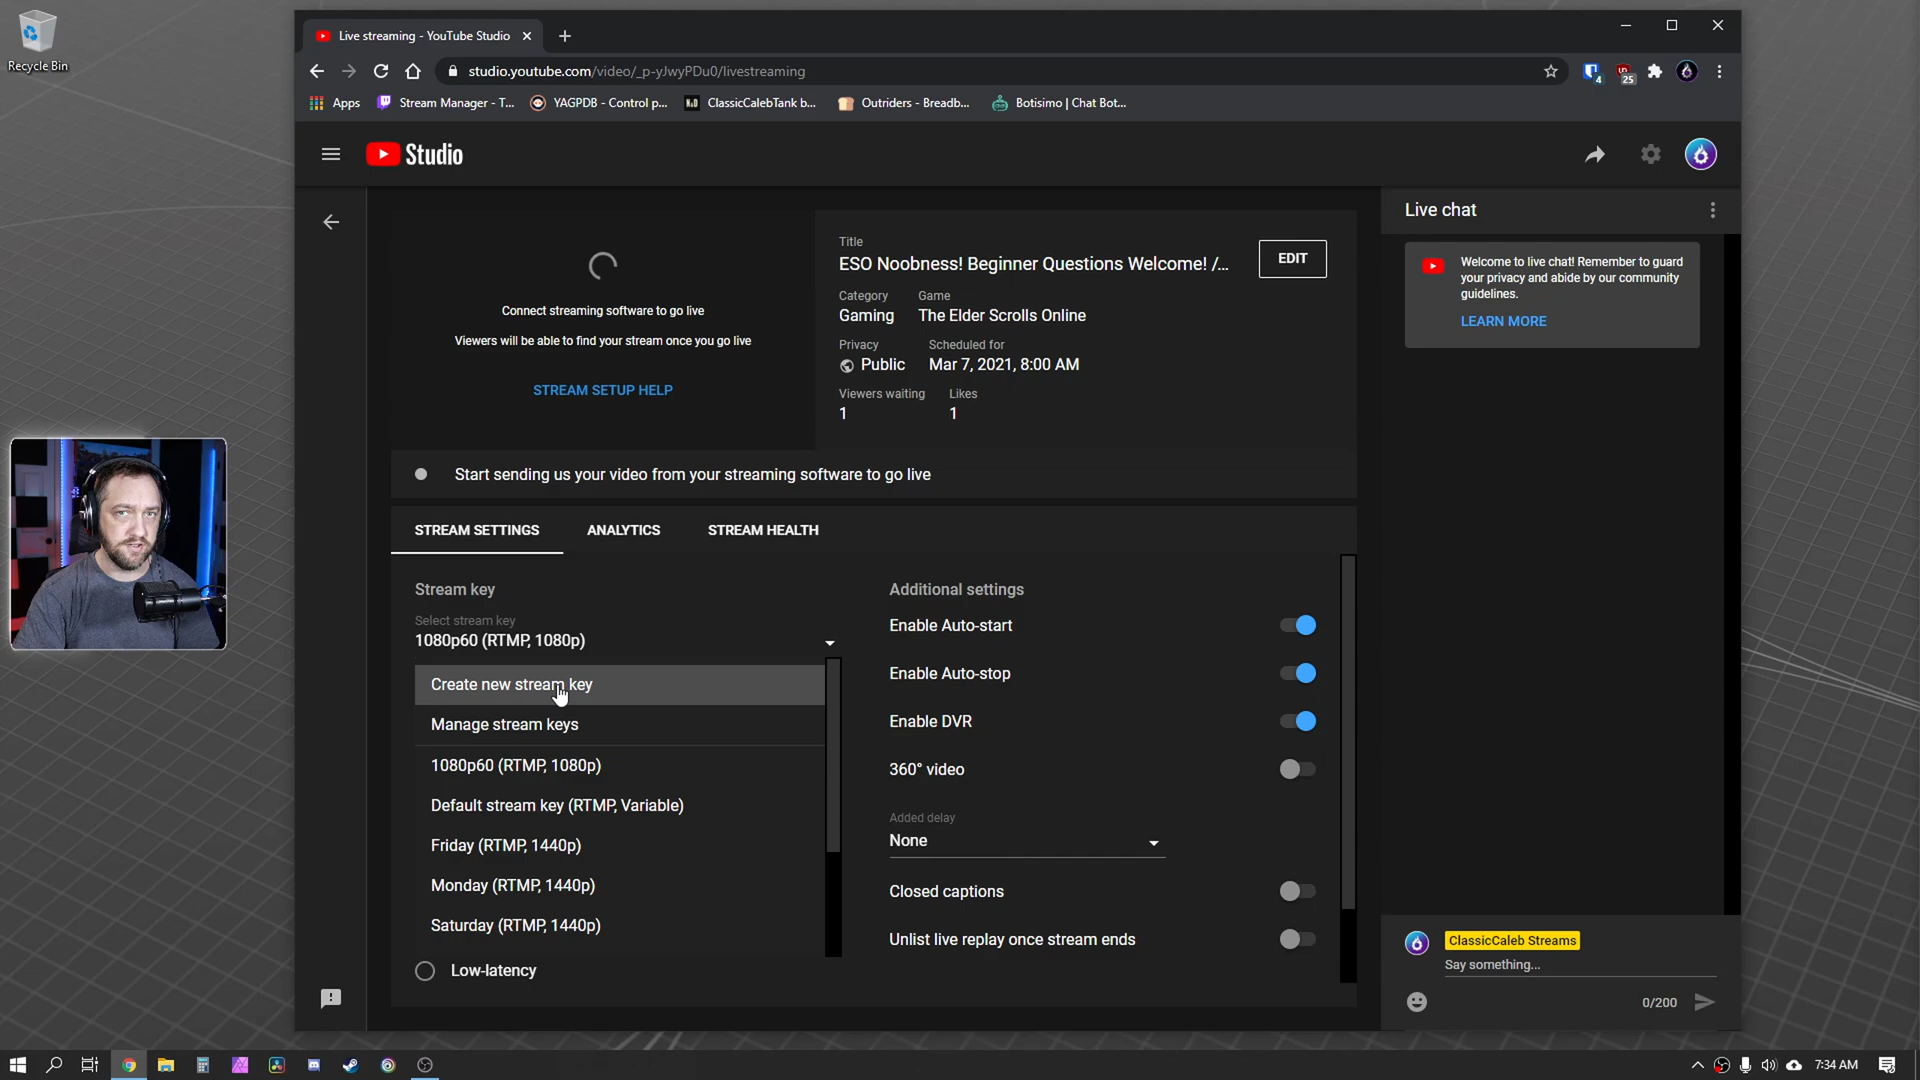 Recycle Bin
Live streaming - YouTube Studio
studio.youtube.com/video/_p-yJwyPDu0/livestreaming
4
25
Apps
Stream Manager - T...
YAGPDB - Control p...
ClassicCalebTank b...
Outriders - Breadb...
Botisimo | Chat Bot...
Studio
Connect streaming software to go live
Viewers will be able to find your stream once you go live
STREAM SETUP HELP
Title
ESO Noobness! Beginner Questions Welcome! /...
EDIT
Category
Game
Gaming
The Elder Scrolls Online
Privacy
Scheduled for
Public
Mar 7, 2021, 8:00 AM
Viewers waiting
Likes
1
1
Live chat
Welcome to live chat! Remember to guard
your privacy and abide by our community
guidelines.
LEARN MORE
Start sending us your video from your streaming software to go live
STREAM SETTINGS
ANALYTICS
STREAM HEALTH
Stream key
Select stream key
1080p60 (RTMP, 1080p)
Create new stream key
Manage stream keys
1080p60 (RTMP, 1080p)
Default stream key (RTMP, Variable)
Friday (RTMP, 1440p)
Monday (RTMP, 1440p)
Saturday (RTMP, 1440p)
Low-latency
Additional settings
Enable Auto-start
Enable Auto-stop
Enable DVR
360° video
Added delay
None
Closed captions
Unlist live replay once stream ends
ClassicCaleb Streams
Say something...
0/200
7:34 AM